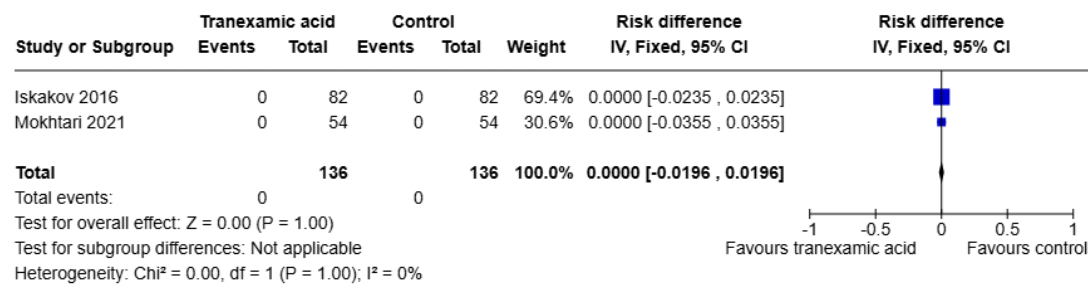 Tranexamic acid Control Risk difference Risk difference
Study or Subgroup Events Total Events Total Weight IV, Fixed, 95% CI IV, Fixed, 95% CI
Iskakov 2016 0 82 0 82 69.4% 0.0000 [-0.0235 , 0.0235]
Mokhtari 2021 0 54 0 54 30.6% 0.0000 [-0.0355 , 0.0355]
Total 136 136 100.0% 0.0000 [-0.0196 , 0.0196]
Total events: 0 0
Test for overall effect: Z = 0.00 (P = 1.00)
-1 -0.5 0 0.5 1
Test for subgroup differences: Not applicable
Favours tranexamic acid Favours control
Heterogeneity: Chi² = 0.00, df = 1 (P = 1.00); I² = 0%